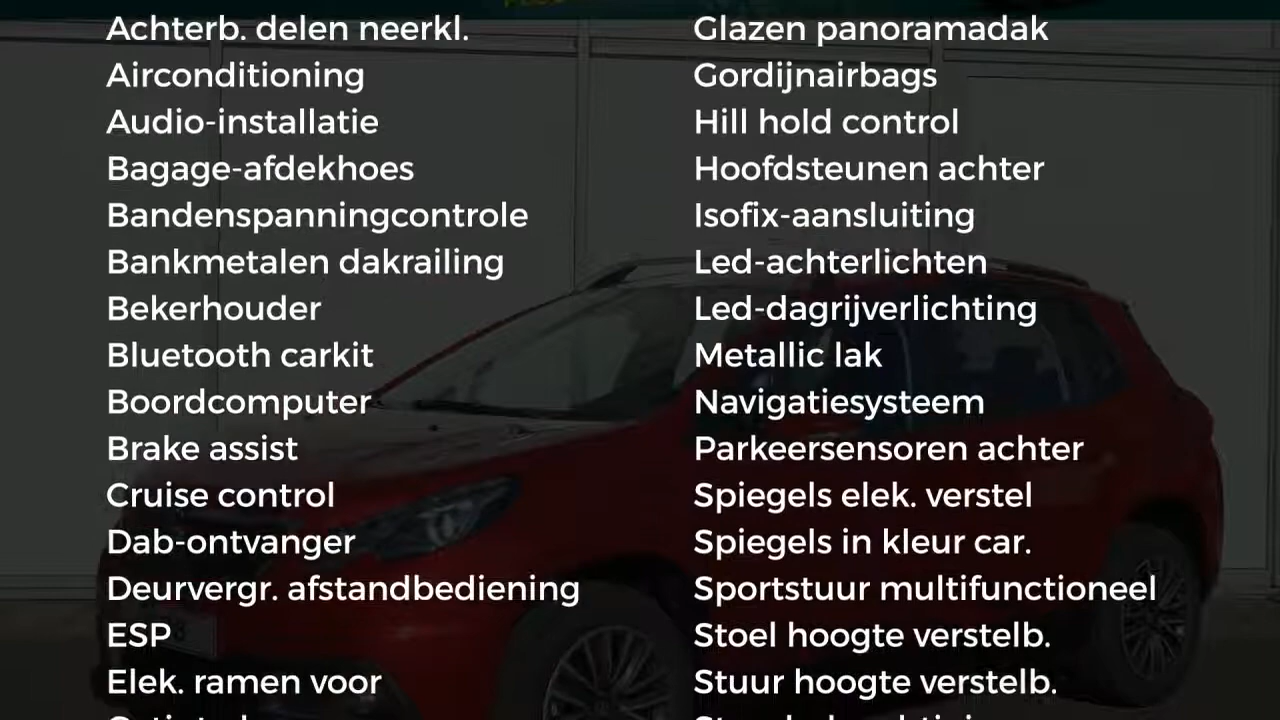 Achterb. delen neerkl.
Airconditioning
Audio-installatie
Bagage-afdekhoes
Bandenspanningcontrole
Bankmetalen dakrailing
Bekerhouder
Bluetooth carkit
Boordcomputer
Brake assist
Cruise control
Dab-ontvanger
Deurvergr. afstandbediening
ESP
Elek. ramen voor
Glazen panoramadak
Gordijnairbags
Hill hold control
Hoofdsteunen achter
Isofix-aansluiting
Led-achterlichten
Led-dagrijverlichting
Metallic lak
Navigatiesysteem
Parkeersensoren achter
Spiegels elek. verstel
Spiegels in kleur car.
Sportstuur multifunctioneel
Stoel hoogte verstelb.
Stuur hoogte verstelb.